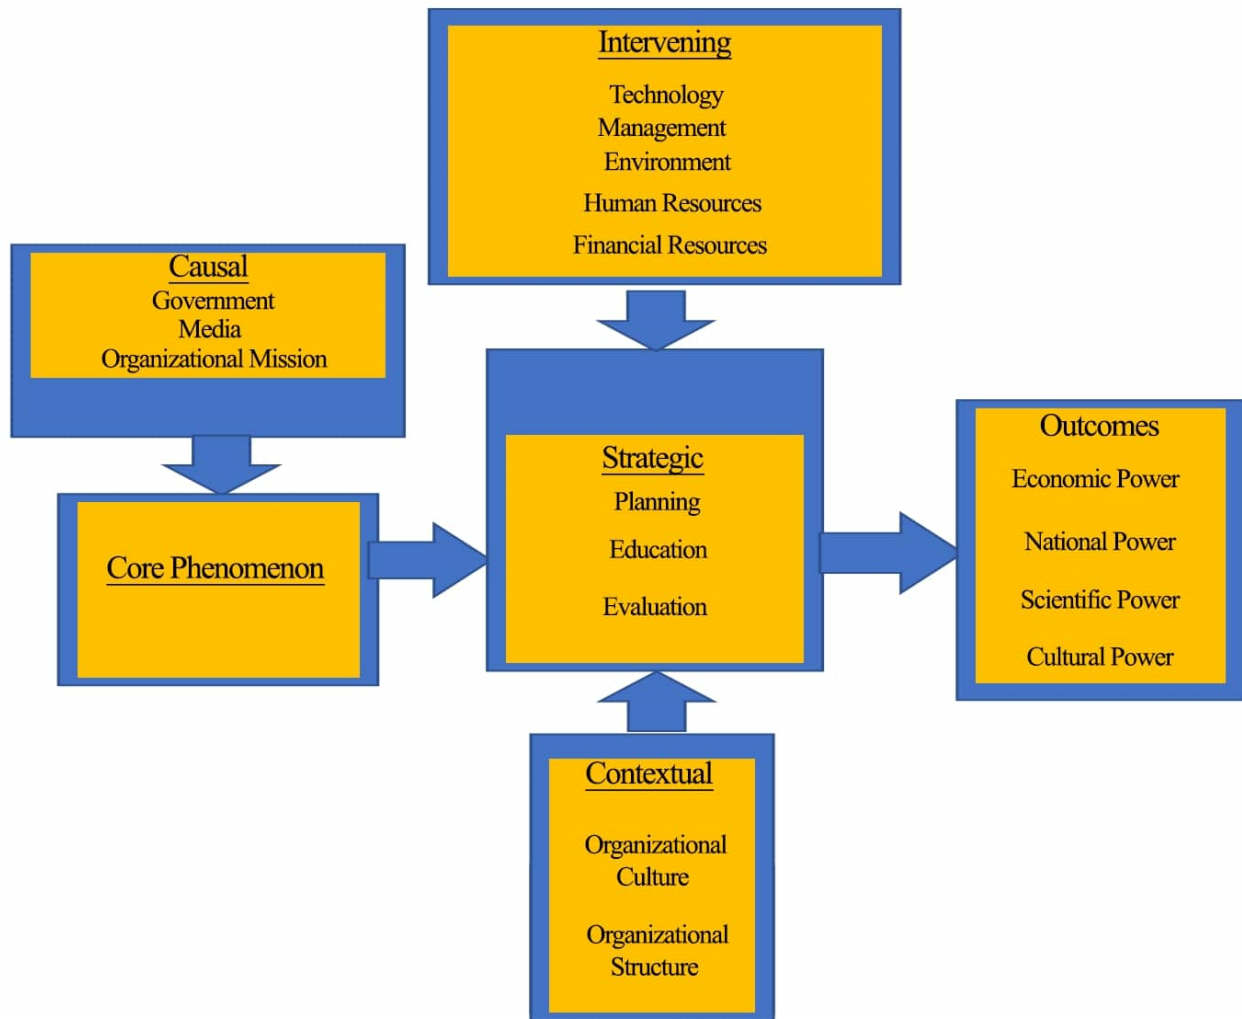 Intervening
Technology
Management
Environment
Human Resources
Financial Resources
Causal
Government
Media
Organizational Mission
Core Phenomenon
Strategic
Planning
Education
Evaluation
Outcomes
Economic Power
National Power
Scientific Power
Cultural Power
Contextual
Organizational
Culture
Organizational
Structure